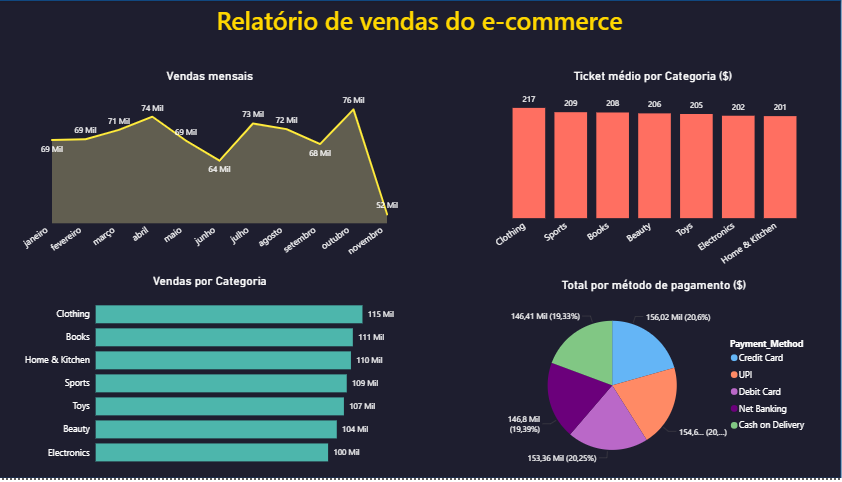 Relatório de vendas do e-commerce
Vendas mensais
69 Mil
69 Mil
71 Mil
74 Mil
69 Mil
64 Mil
73 Mil
72 Mil
68 Mil
76 Mil
52 Mil
janeiro
fevereiro
março
abril
maio
junho
julho
agosto
setembro
outubro
novembro
Ticket médio por Categoria ($)
217
209
208
206
205
202
201
Clothing
Sports
Books
Beauty
Toys
Electronics
Home & Kitchen
Vendas por Categoria
Clothing 115 Mil
Books 111 Mil
Home & Kitchen 110 Mil
Sports 109 Mil
Toys 107 Mil
Beauty 104 Mil
Electronics 100 Mil
Total por método de pagamento ($)
146,41 Mil (19,33%)
156,02 Mil (20,6%)
146,8 Mil
(19,39%)
153,36 Mil (20,25%)
154,6... (20,...)
Payment_Method
Credit Card
UPI
Debit Card
Net Banking
Cash on Delivery